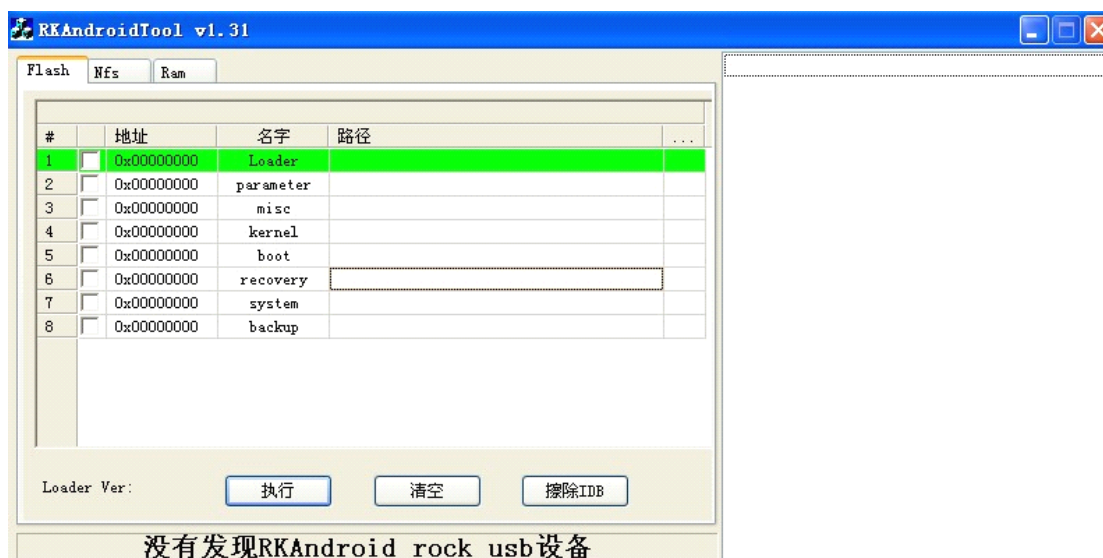 RKAndroidTool v1.31
Flash Nfs Ram
# 地址 名字 路径 ...
1 0x00000000 Loader
2 0x00000000 parameter
3 0x00000000 misc
4 0x00000000 kernel
5 0x00000000 boot
6 0x00000000 recovery
7 0x00000000 system
8 0x00000000 backup
Loader Ver: 执行 清空 擦除IDB
没有发现RKAndroid rock usb设备